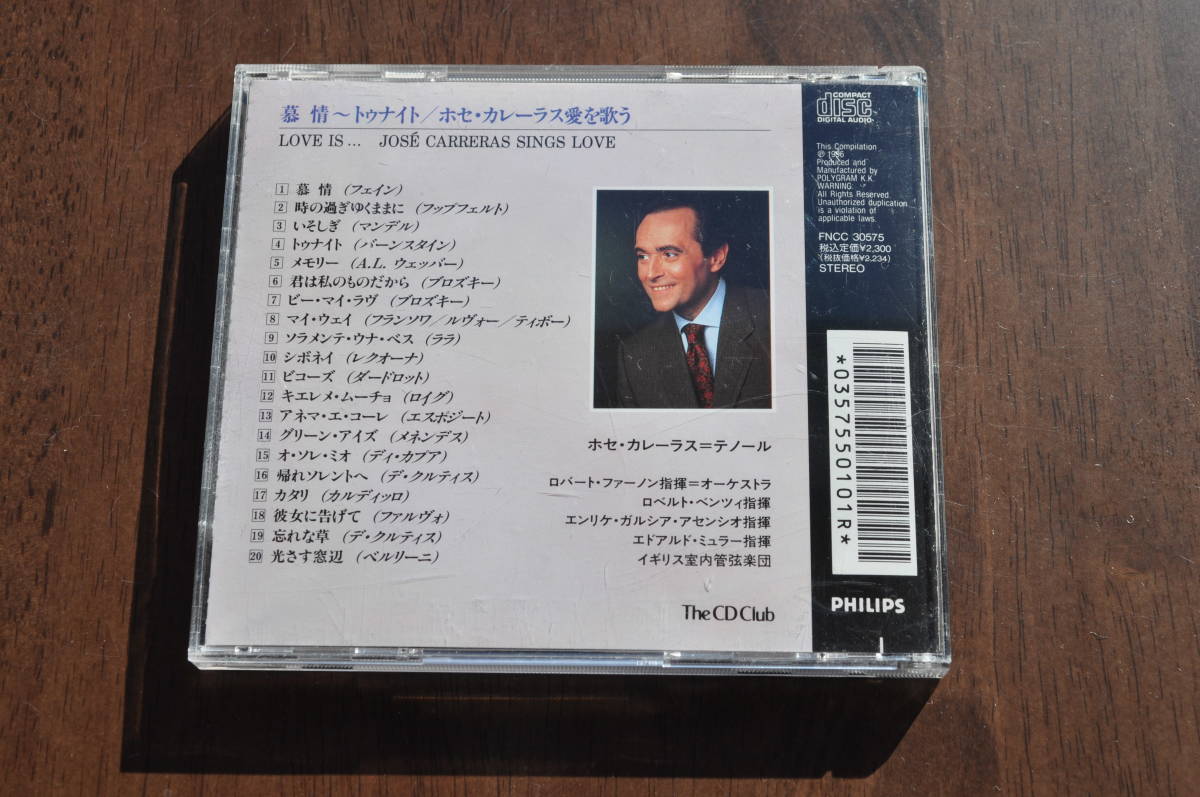 慕 情〜トゥナイト/ホセ・カレーラス愛を歌う
LOVE IS... JOSÉ CARRERAS SINGS LOVE
1 慕 情 (フェイン)
2 時の過ぎゆくままに (フップフェルト)
3 いそしぎ (マンデル)
4 トゥナイト (バーンスタイン)
5 メモリー (A.L. ウェッバー)
6 君は私のものだから (ブロズキー)
7 ビー・マイ・ラヴ (ブロズキー)
8 マイ・ウェイ (フランソワ/ルヴォー/ティボー)
9 ソラメンテ・ウナ・ベス (ララ)
10 シボネイ (レクオーナ)
11 ビコーズ (ダードロット)
12 キエレメ・ムーチョ (ロイグ)
13 アネマ・エ・コーレ (エスポジート)
14 グリーン・アイズ (メネンデス)
15 オ・ソレ・ミオ (ディ・カプア)
16 帰れソレントへ (デ・クルティス)
17 カタリ (カルディッロ)
18 彼女に告げて (ファルヴォ)
19 忘れな草 (デ・クルティス)
20 光さす窓辺 (ベルリーニ)
ホセ・カレーラス=テノール
ロバート・ファーノン指揮=オーケストラ
ロベルト・ベンツィ指揮
エンリケ・ガルシア・アセンシオ指揮
エドアルド・ミュラー指揮
イギリス室内管弦楽団
The CD Club
COMPACT
disc
DIGITAL AUDIO
This Compilation
℗ 1996
Produced and
Manufactured by
POLYGRAM K.K.
WARNING:
All Rights Reserved.
Unauthorized duplication
is a violation of
applicable laws.
FNCC 30575
税込定価¥2,300
(税抜価格¥2,234)
STEREO
*0357550101R*
PHILIPS